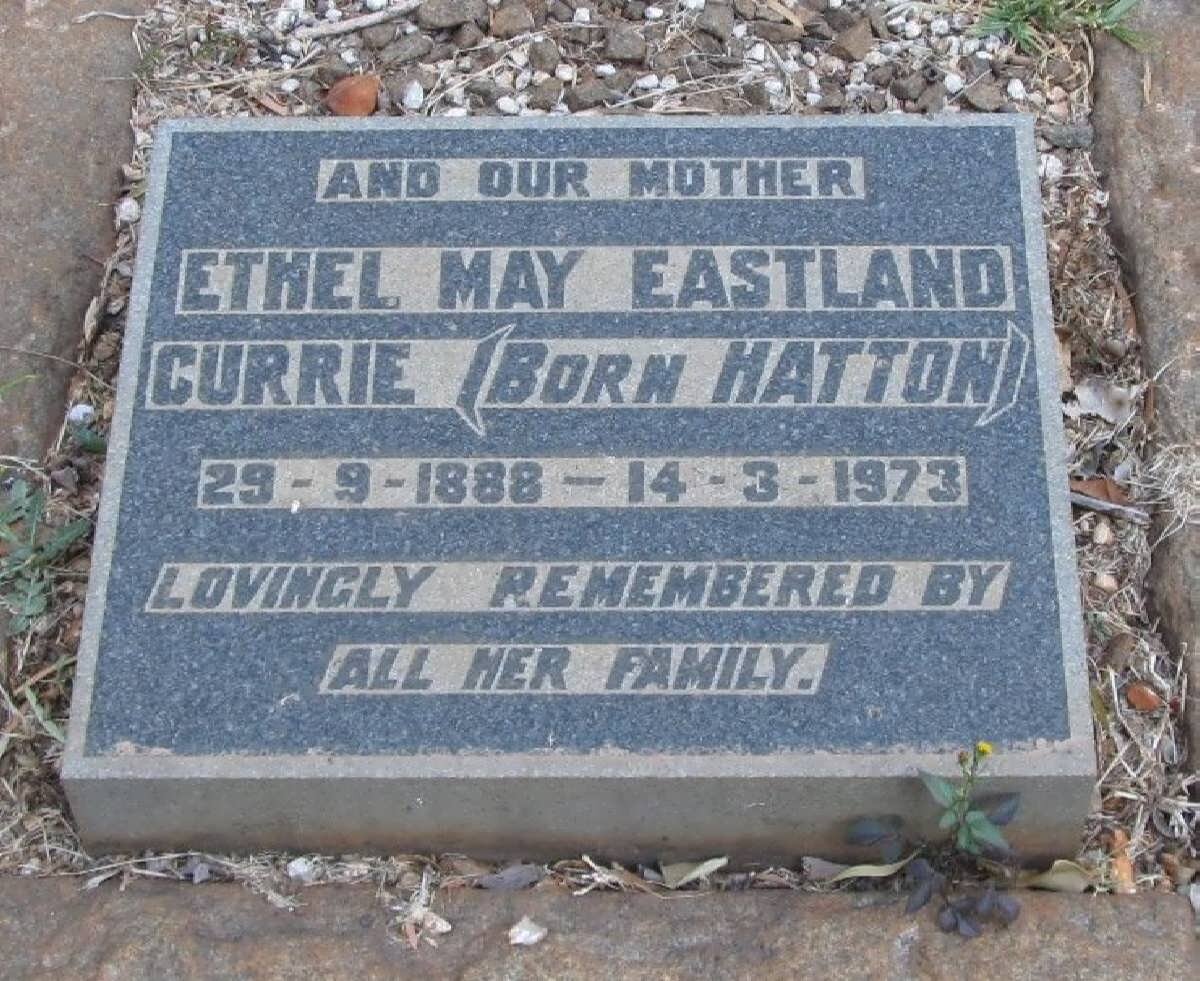 AND OUR MOTHER
ETHEL MAY EASTLAND
CURRIE (BORN HATTON)
29-9-1888 — 14-3-1973
LOVINGLY REMEMBERED BY
ALL HER FAMILY.